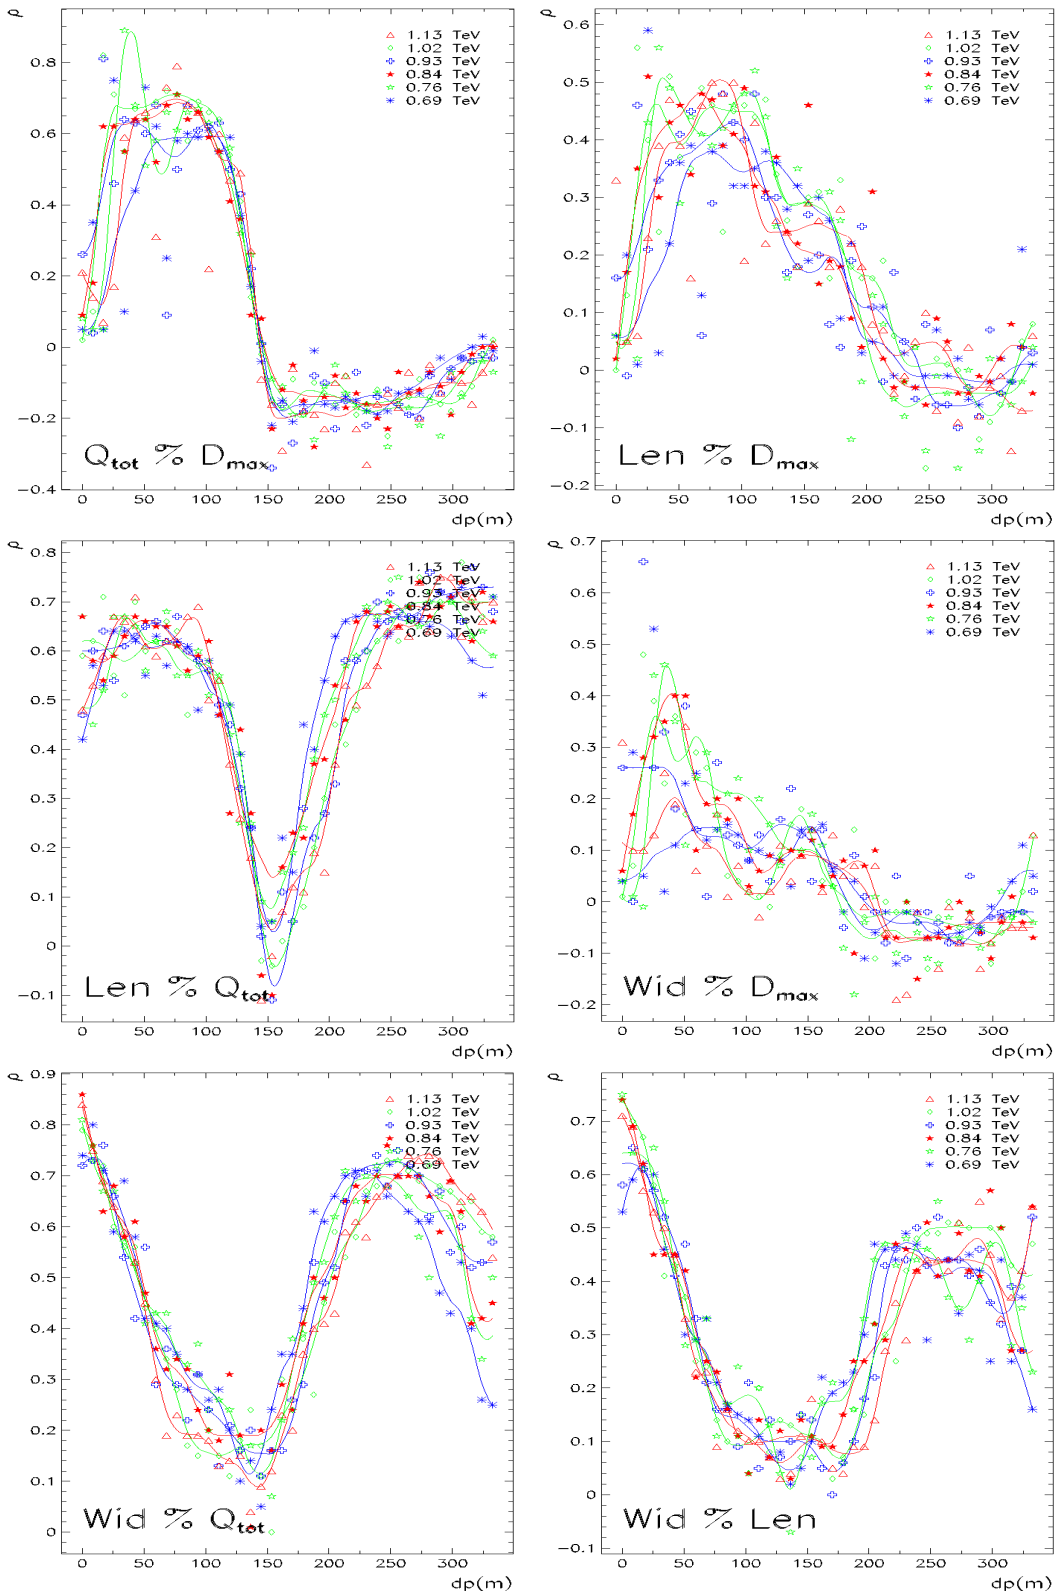 ρ
0.8
0.6
0.4
0.2
0
−0.2
−0.4
0 50 100 150 200 250 300
dp(m)
1.13 TeV
1.02 TeV
0.93 TeV
0.84 TeV
0.76 TeV
0.69 TeV
Qtot % Dmax
ρ
0.6
0.5
0.4
0.3
0.2
0.1
0
−0.1
−0.2
0 50 100 150 200 250 300
dp(m)
1.13 TeV
1.02 TeV
0.93 TeV
0.84 TeV
0.76 TeV
0.69 TeV
Len % Dmax
ρ
0.8
0.7
0.6
0.5
0.4
0.3
0.2
0.1
0
−0.1
0 50 100 150 200 250 300
dp(m)
1.13 TeV
1.02 TeV
0.93 TeV
0.84 TeV
0.76 TeV
0.69 TeV
Len % Qtot
ρ
0.7
0.6
0.5
0.4
0.3
0.2
0.1
0
−0.1
−0.2
0 50 100 150 200 250 300
dp(m)
1.13 TeV
1.02 TeV
0.93 TeV
0.84 TeV
0.76 TeV
0.69 TeV
Wid % Dmax
ρ
0.9
0.8
0.7
0.6
0.5
0.4
0.3
0.2
0.1
0
0 50 100 150 200 250 300
dp(m)
1.13 TeV
1.02 TeV
0.93 TeV
0.84 TeV
0.76 TeV
0.69 TeV
Wid % Qtot
ρ
0.7
0.6
0.5
0.4
0.3
0.2
0.1
0
−0.1
0 50 100 150 200 250 300
dp(m)
1.13 TeV
1.02 TeV
0.93 TeV
0.84 TeV
0.76 TeV
0.69 TeV
Wid % Len